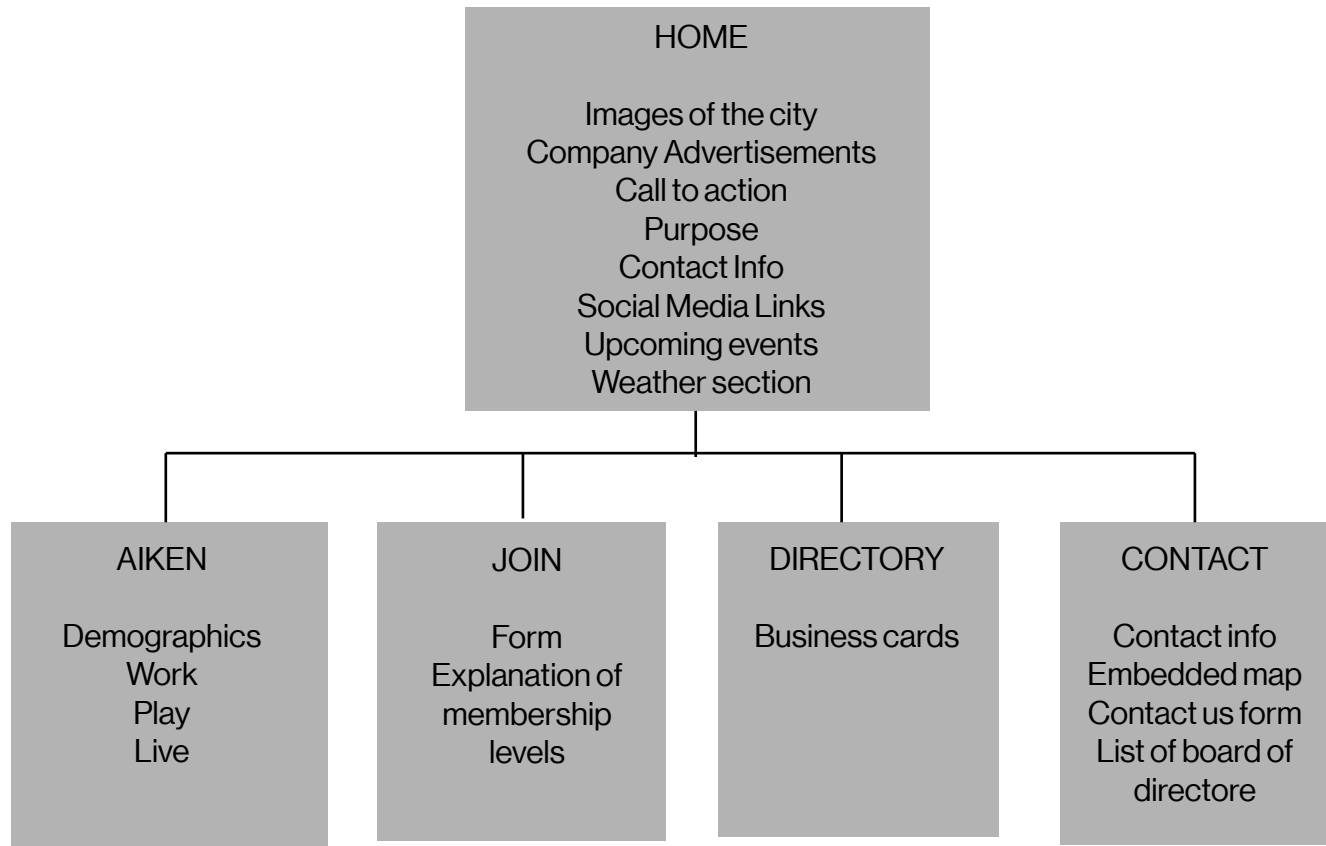 HOME
Images of the city
Company Advertisements
Call to action
Purpose
Contact Info
Social Media Links
Upcoming events
Weather section
AIKEN
Demographics
Work
Play
Live
JOIN
Form
Explanation of
membership
levels
DIRECTORY
Business cards
CONTACT
Contact info
Embedded map
Contact us form
List of board of
directore